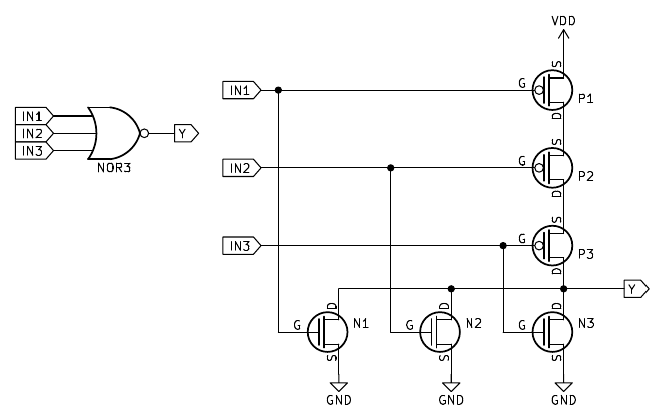 VDD
S
IN1
G
P1
D
IN1
IN2
IN3
Y
NOR3
S
IN2
G
P2
D
S
IN3
G
P3
D
Y
D
G
N1
S
GND
D
G
N2
S
GND
D
G
N3
S
GND